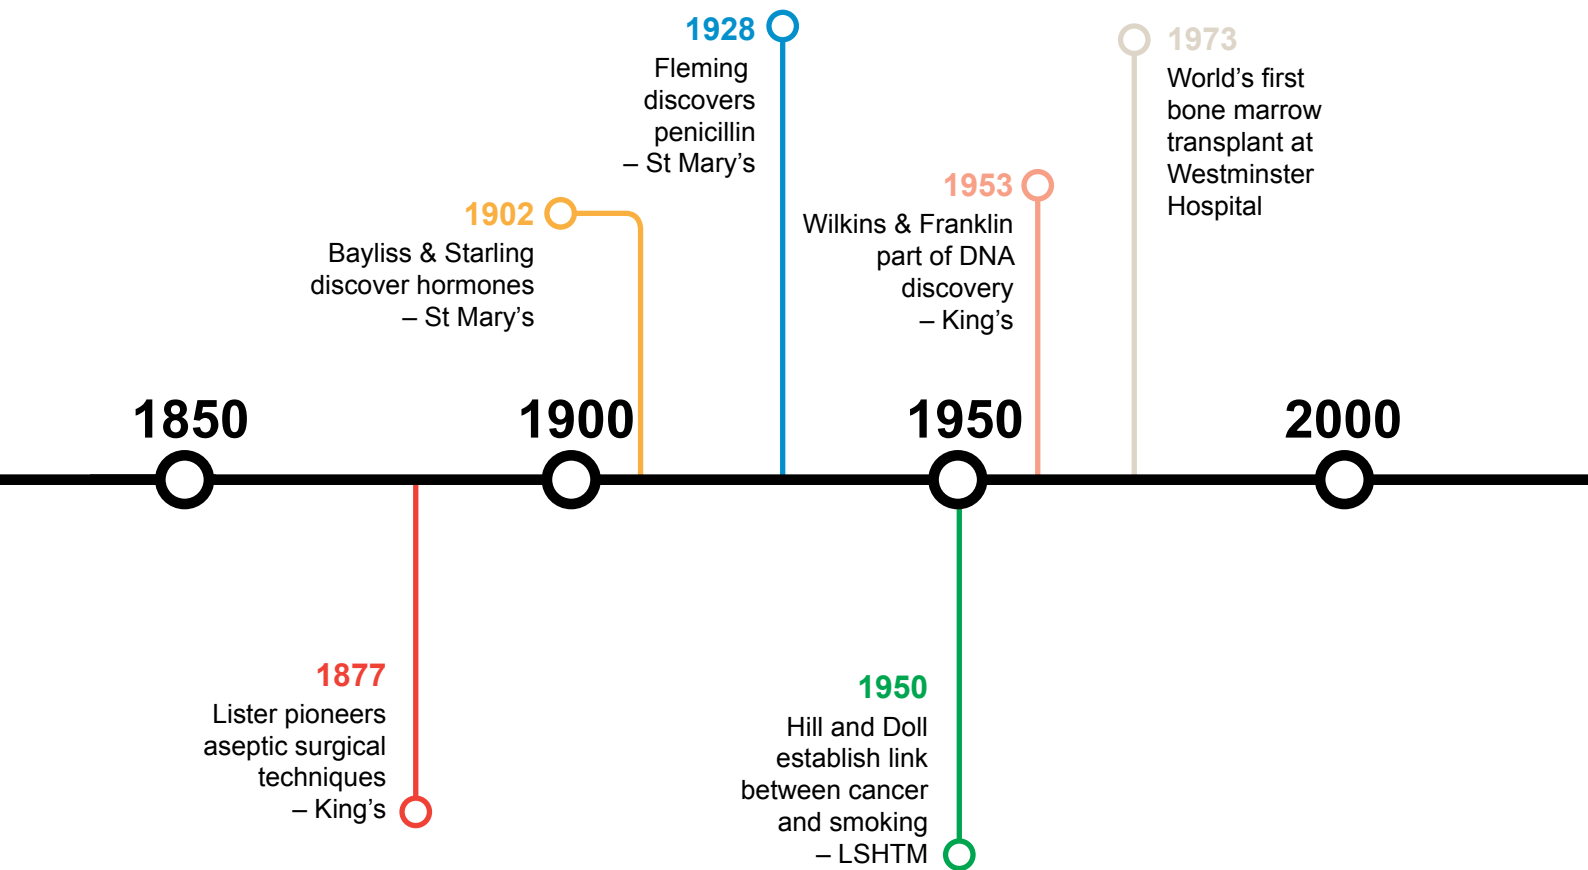 1928
Fleming
discovers
penicillin
– St Mary’s
1973
World’s first
bone marrow
transplant at
Westminster
Hospital
1902
Bayliss & Starling
discover hormones
– St Mary’s
1953
Wilkins & Franklin
part of DNA
discovery
– King’s
1850
1900
1950
2000
1877
Lister pioneers
aseptic surgical
techniques
– King’s
1950
Hill and Doll
establish link
between cancer
and smoking
– LSHTM